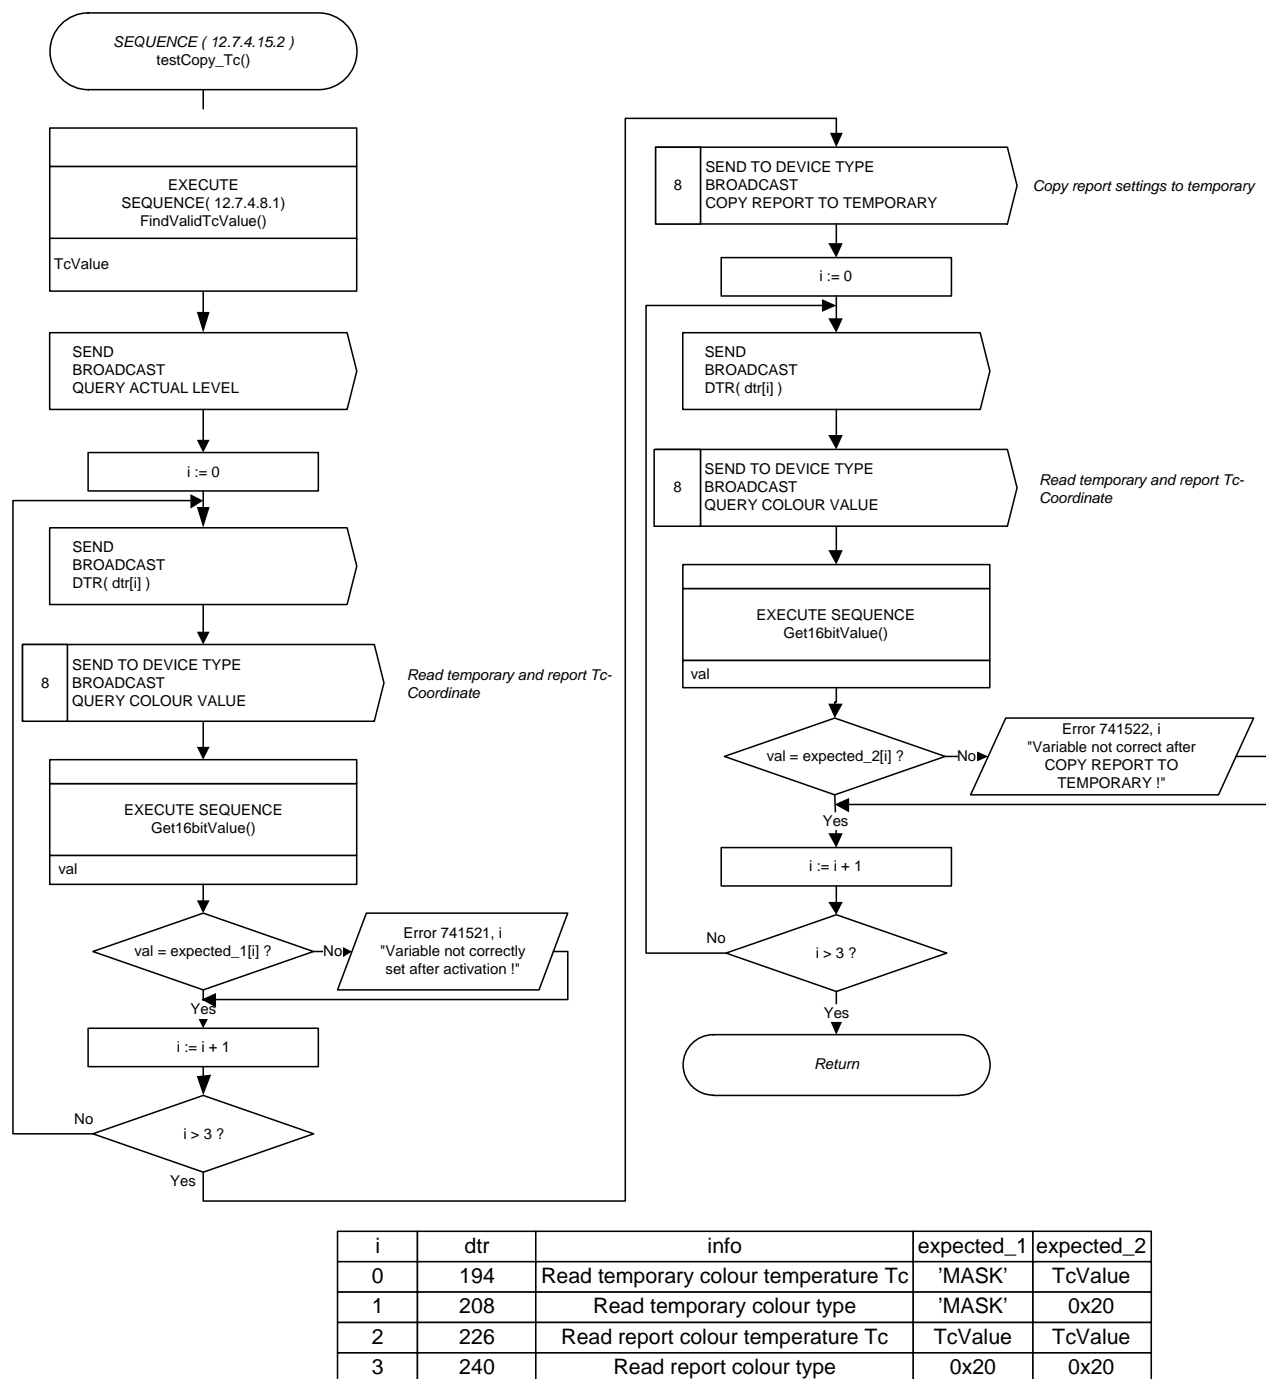 SEQUENCE ( 12.7.4.15.2 )
testCopy_Tc()
EXECUTE
SEQUENCE( 12.7.4.8.1)
FindValidTcValue()
TcValue
SEND
BROADCAST
QUERY ACTUAL LEVEL
i := 0
SEND
BROADCAST
DTR( dtr[i] )
8
SEND TO DEVICE TYPE
BROADCAST
QUERY COLOUR VALUE
Read temporary and report Tc-
Coordinate
EXECUTE SEQUENCE
Get16bitValue()
val
val = expected_1[i] ?
No
Error 741521, i
"Variable not correctly
set after activation !"
Yes
i := i + 1
No
i > 3 ?
Yes
8
SEND TO DEVICE TYPE
BROADCAST
COPY REPORT TO TEMPORARY
Copy report settings to temporary
i := 0
SEND
BROADCAST
DTR( dtr[i] )
8
SEND TO DEVICE TYPE
BROADCAST
QUERY COLOUR VALUE
Read temporary and report Tc-
Coordinate
EXECUTE SEQUENCE
Get16bitValue()
val
val = expected_2[i] ?
No
Error 741522, i
"Variable not correct after
COPY REPORT TO
TEMPORARY !"
Yes
i := i + 1
No
i > 3 ?
Yes
Return
i dtr info expected_1 expected_2
0 194 Read temporary colour temperature Tc 'MASK' TcValue
1 208 Read temporary colour type 'MASK' 0x20
2 226 Read report colour temperature Tc TcValue TcValue
3 240 Read report colour type 0x20 0x20